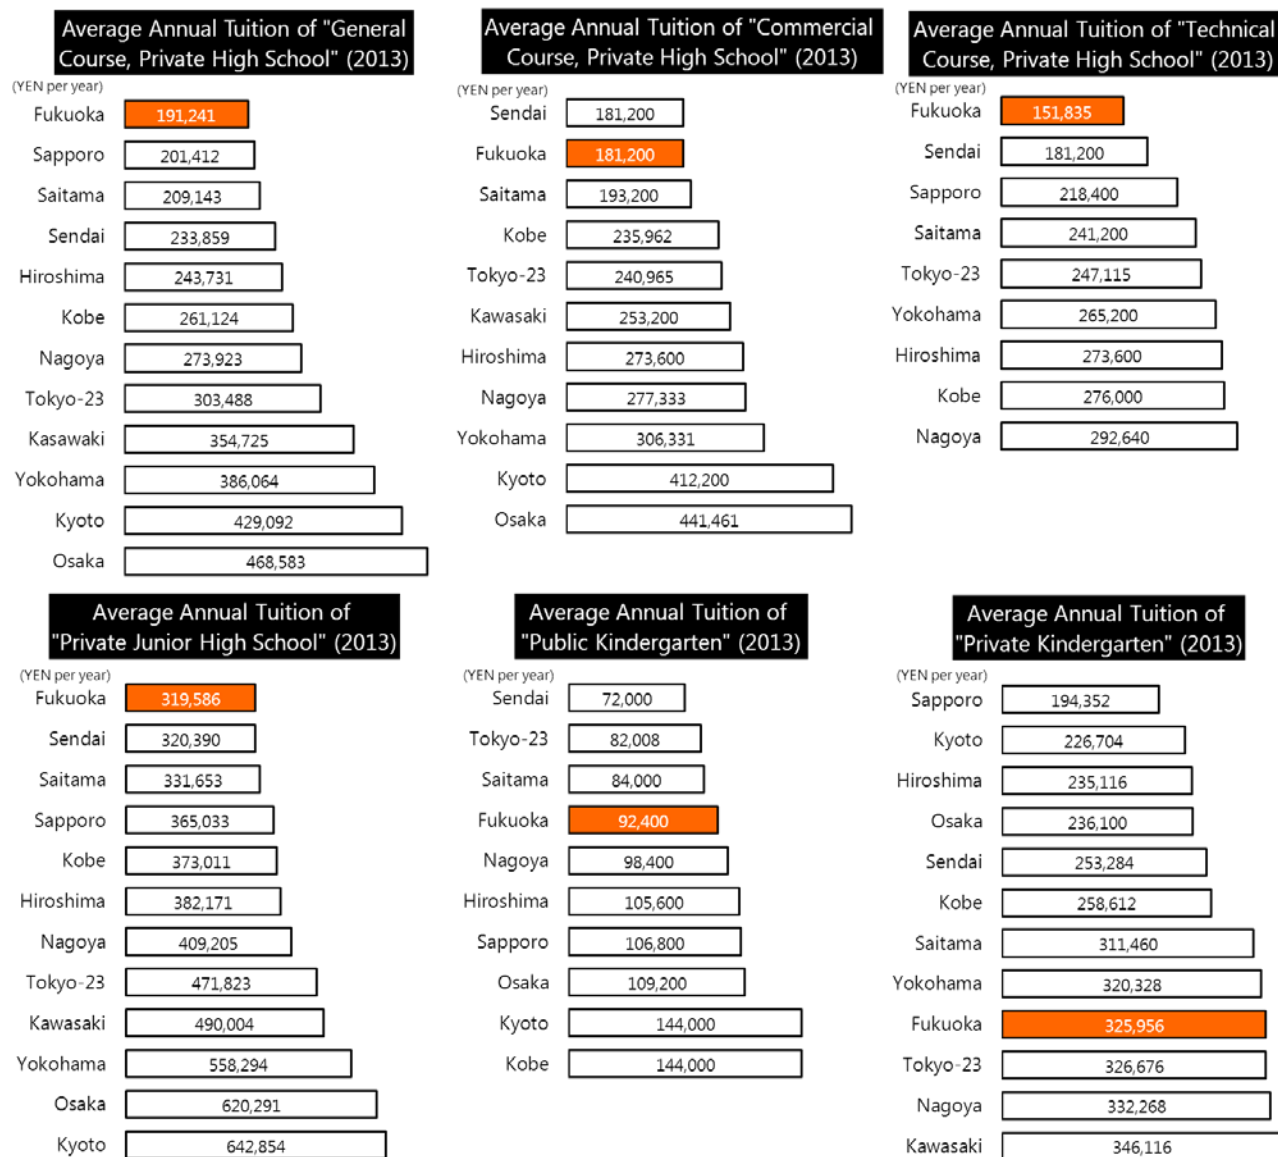 Average Annual Tuition of "General
Course, Private High School" (2013)
(YEN per year)
Fukuoka 191,241
Sapporo 201,412
Saitama 209,143
Sendai 233,859
Hiroshima 243,731
Kobe 261,124
Nagoya 273,923
Tokyo-23 303,488
Kasawaki 354,725
Yokohama 386,064
Kyoto 429,092
Osaka 468,583
Average Annual Tuition of "Commercial
Course, Private High School" (2013)
(YEN per year)
Sendai 181,200
Fukuoka 181,200
Saitama 193,200
Kobe 235,962
Tokyo-23 240,965
Kawasaki 253,200
Hiroshima 273,600
Nagoya 277,333
Yokohama 306,331
Kyoto 412,200
Osaka 441,461
Average Annual Tuition of "Technical
Course, Private High School" (2013)
(YEN per year)
Fukuoka 151,835
Sendai 181,200
Sapporo 218,400
Saitama 241,200
Tokyo-23 247,115
Yokohama 265,200
Hiroshima 273,600
Kobe 276,000
Nagoya 292,640
Average Annual Tuition of
"Private Junior High School" (2013)
(YEN per year)
Fukuoka 319,586
Sendai 320,390
Saitama 331,653
Sapporo 365,033
Kobe 373,011
Hiroshima 382,171
Nagoya 409,205
Tokyo-23 471,823
Kawasaki 490,004
Yokohama 558,294
Osaka 620,291
Kyoto 642,854
Average Annual Tuition of
"Public Kindergarten" (2013)
(YEN per year)
Sendai 72,000
Tokyo-23 82,008
Saitama 84,000
Fukuoka 92,400
Nagoya 98,400
Hiroshima 105,600
Sapporo 106,800
Osaka 109,200
Kyoto 144,000
Kobe 144,000
Average Annual Tuition of
"Private Kindergarten" (2013)
(YEN per year)
Sapporo 194,352
Kyoto 226,704
Hiroshima 235,116
Osaka 236,100
Sendai 253,284
Kobe 258,612
Saitama 311,460
Yokohama 320,328
Fukuoka 325,956
Tokyo-23 326,676
Nagoya 332,268
Kawasaki 346,116